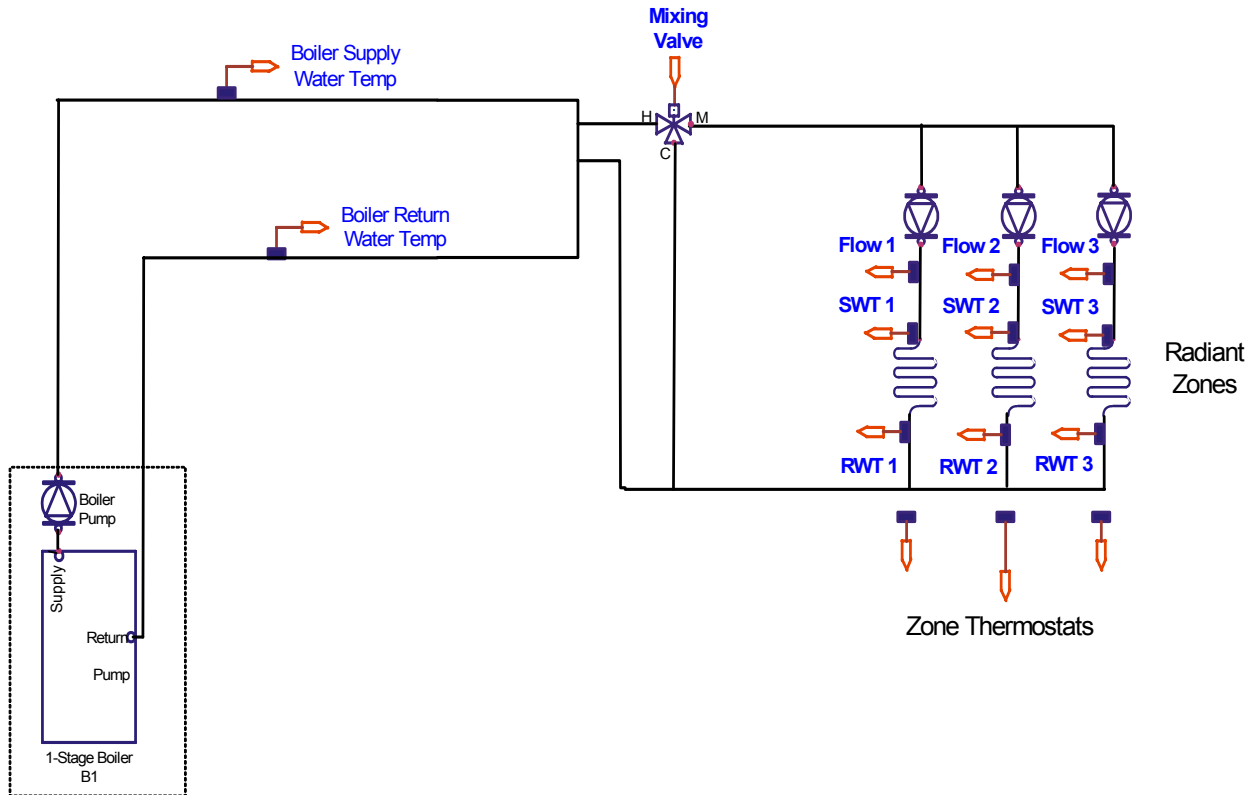 Mixing
Valve
Boiler Supply
Water Temp
H
M
C
Boiler Return
Water Temp
Flow 1
Flow 2
Flow 3
SWT 1
SWT 2
SWT 3
Radiant
Zones
RWT 1
RWT 2
RWT 3
Boiler
Pump
Supply
Return
Pump
1-Stage Boiler
B1
Zone Thermostats